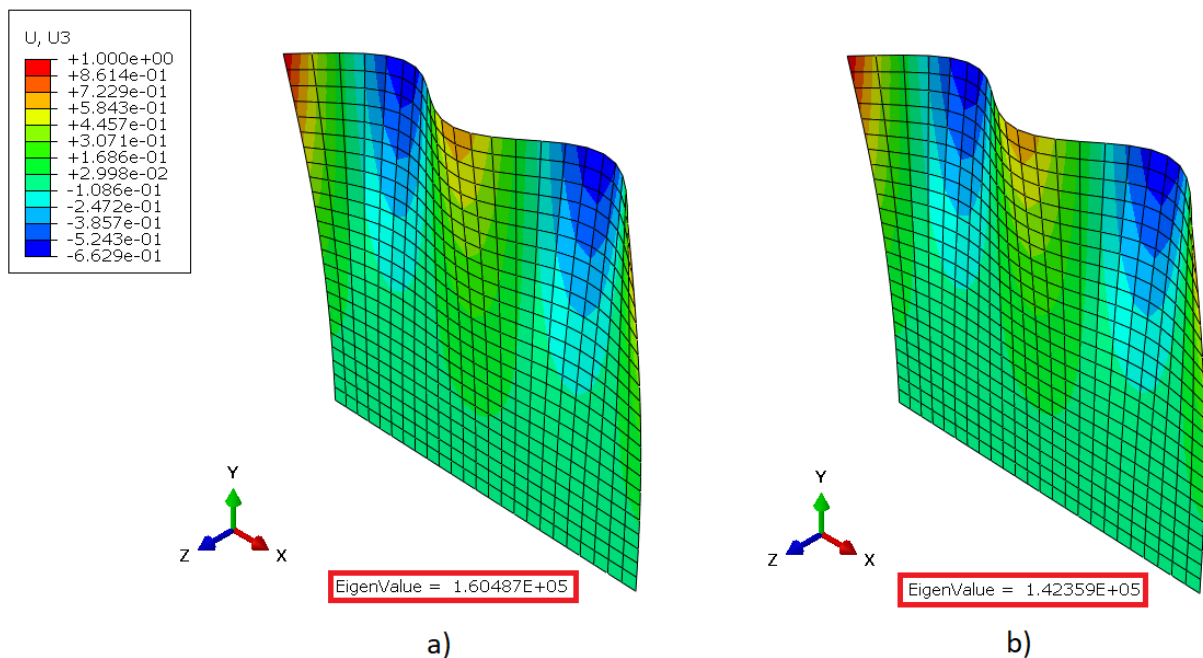 U, U3
+1.000e+00
+8.614e-01
+7.229e-01
+5.843e-01
+4.457e-01
+3.071e-01
+1.686e-01
+2.998e-02
-1.086e-01
-2.472e-01
-3.857e-01
-5.243e-01
-6.629e-01
Y
Z
X
EigenValue = 1.60487E+05
a)
Y
Z
X
EigenValue = 1.42359E+05
b)